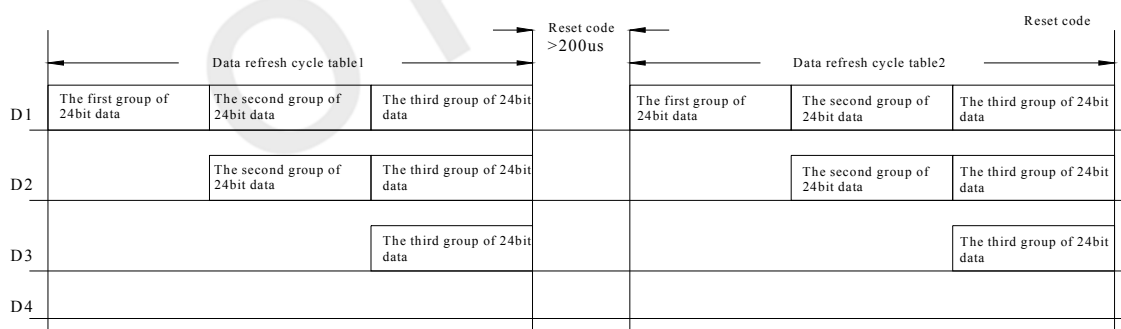 Reset code
>200us
Reset code
Data refresh cycle table1
Data refresh cycle table2
D1
The first group of
24bit data
The second group of
24bit data
The third group of 24bit
data
The first group of
24bit data
The second group of
24bit data
The third group of 24bit
data
D2
The second group of
24bit data
The third group of 24bit
data
The second group of
24bit data
The third group of 24bit
data
D3
The third group of 24bit
data
The third group of 24bit
data
D4